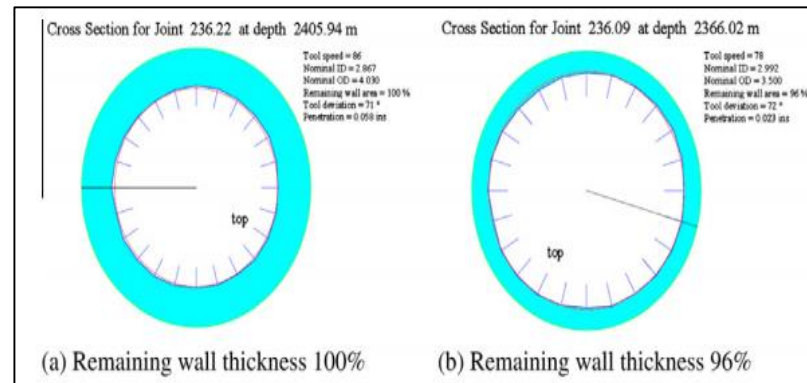 Cross Section for Joint 236.22 at depth 2405.94 m
Tool speed = 86
Nominal ID = 2.867
Nominal OD = 4.030
Remaining wall area = 100 %
Tool deviation = 71 °
Penetration = 0.058 ins
top
(a) Remaining wall thickness 100%
Cross Section for Joint 236.09 at depth 2366.02 m
Tool speed = 78
Nominal ID = 2.992
Nominal OD = 3.500
Remaining wall area = 96 %
Tool deviation = 72 °
Penetration = 0.023 ins
top
(b) Remaining wall thickness 96%